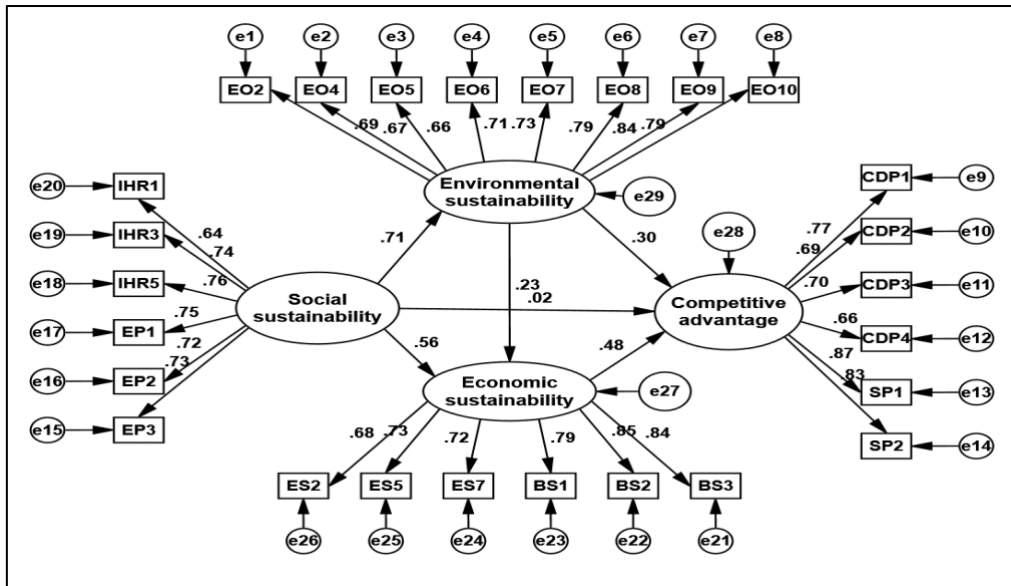 e1 e2 e3 e4 e5 e6 e7 e8
EO2 EO4 EO5 EO6 EO7 EO8 EO9 EO10
.69 .67 .66 .71 .73 .79 .84 .79
Environmental
sustainability
e29
e20 IHR1
e19 IHR3
e18 IHR5
e17 EP1
e16 EP2
e15 EP3
.64
.74
.76
.75
.72
.73
Social
sustainability
.71
.23
.02
.56
.30
.48
e28
Competitive
advantage
.77
.69
.70
.66
.87
.83
CDP1 e9
CDP2 e10
CDP3 e11
CDP4 e12
SP1 e13
SP2 e14
Economic
sustainability
e27
.68 .73 .72 .79 .85 .84
ES2 ES5 ES7 BS1 BS2 BS3
e26 e25 e24 e23 e22 e21